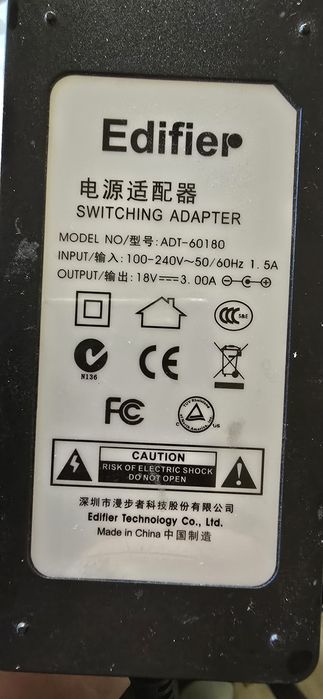 Edifier
电源适配器
SWITCHING ADAPTER
MODEL NO/型号: ADT-60180
INPUT/输入: 100-240V~50/60Hz 1.5A
OUTPUT/输出: 18V⎓3.00A
CCC S&E
N136
CE
FC
C US
CAUTION
RISK OF ELECTRIC SHOCK
DO NOT OPEN
深圳市漫步者科技股份有限公司
Edifier Technology Co., Ltd.
Made in China 中国制造